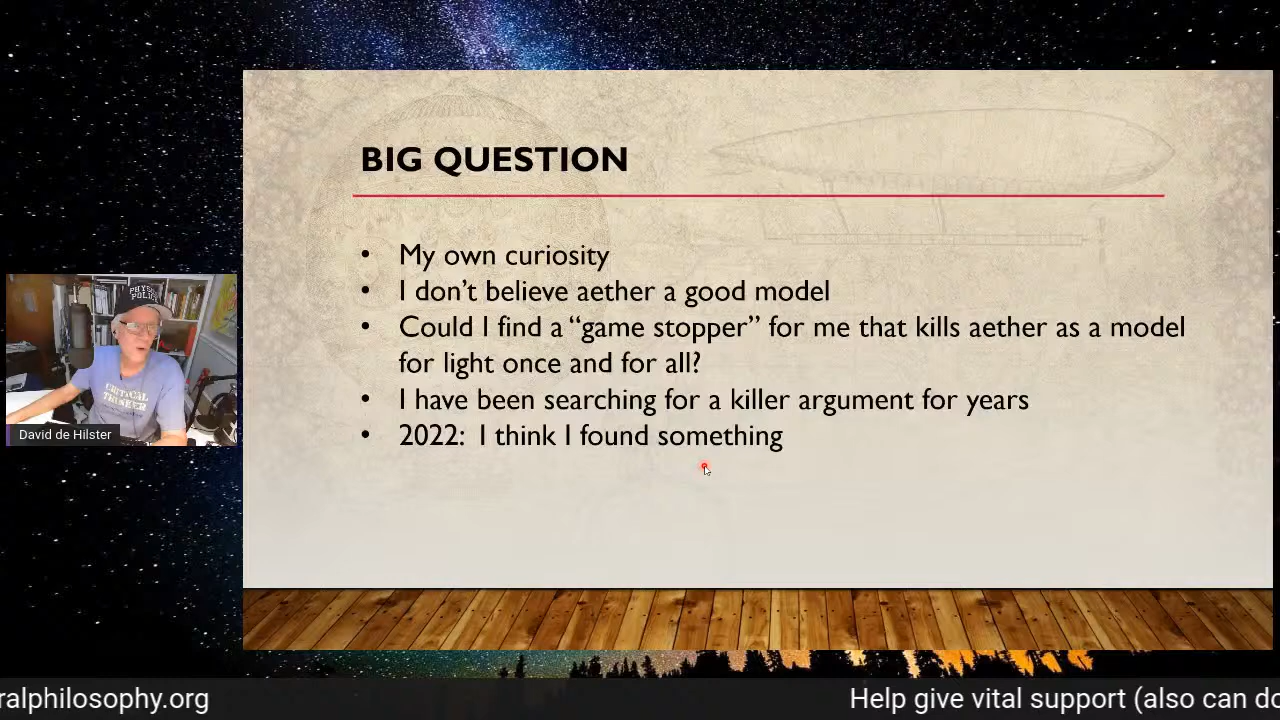 BIG QUESTION
• My own curiosity
• I don’t believe aether a good model
• Could I find a “game stopper” for me that kills aether as a model
for light once and for all?
• I have been searching for a killer argument for years
• 2022: I think I found something
CRITICAL
THINKER
David de Hilster
ralphilosophy.org
Help give vital support (also can do